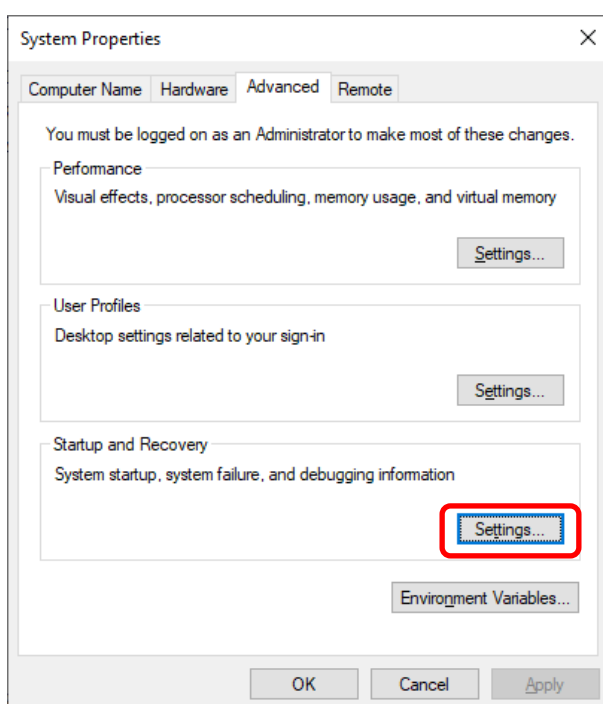 System Properties
Computer Name Hardware Advanced Remote
You must be logged on as an Administrator to make most of these changes.
Performance
Visual effects, processor scheduling, memory usage, and virtual memory
Settings...
User Profiles
Desktop settings related to your sign-in
Settings...
Startup and Recovery
System startup, system failure, and debugging information
Settings...
Environment Variables...
OK Cancel Apply